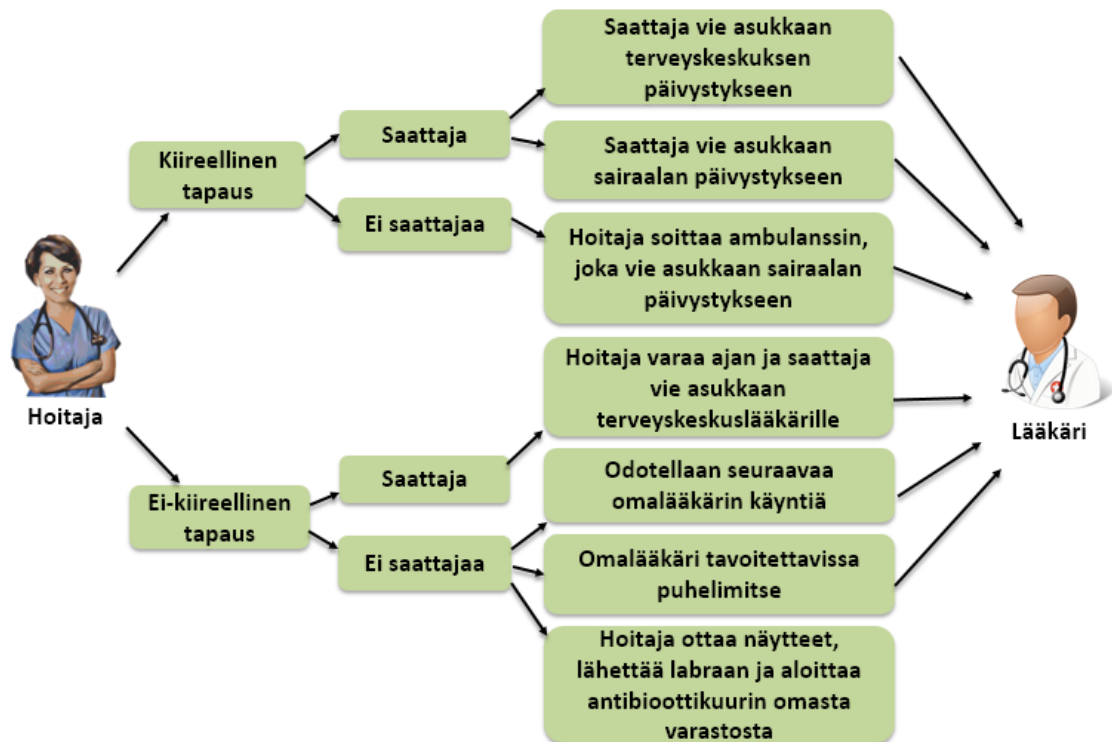 Saattaja vie asukkaan
terveyskeskuksen
päivystykseen
Saattaja
Saattaja vie asukkaan
sairaalan päivystykseen
Kiireellinen
tapaus
Ei saattajaa
Hoitaja soittaa ambulanssin,
joka vie asukkaan sairaalan
päivystykseen
Hoitaja
Hoitaja varaa ajan ja saattaja
vie asukkaan
terveyskeskuslääkärille
Lääkäri
Saattaja
Ei-kiireellinen
tapaus
Odotellaan seuraavaa
omalääkärin käyntiä
Ei saattajaa
Omalääkäri tavoitettavissa
puhelimitse
Hoitaja ottaa näytteet,
lähettää labraan ja aloittaa
antibioottikuurin omasta
varastosta